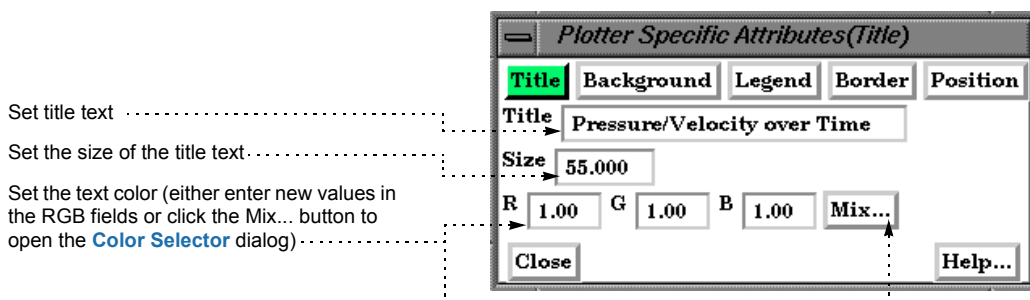 Plotter Specific Attributes(Title)
Title Background Legend Border Position
Set title text
Title Pressure/Velocity over Time
Set the size of the title text
Size 55.000
Set the text color (either enter new values in
the RGB fields or click the Mix... button to
open the Color Selector dialog)
R 1.00 G 1.00 B 1.00 Mix...
Close Help...